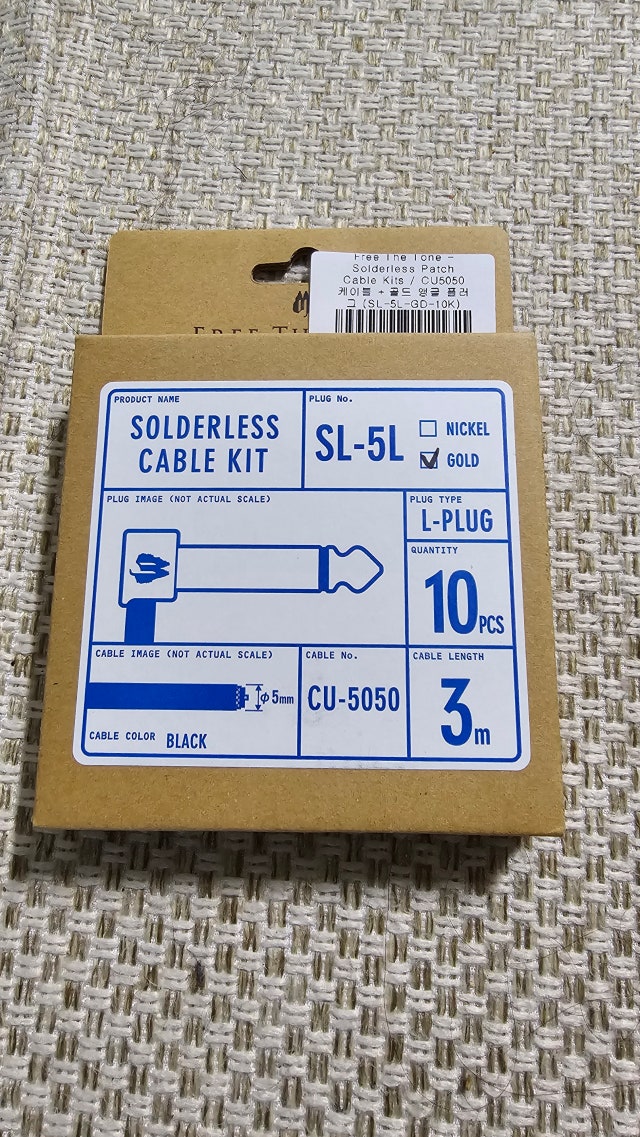 Free The Tone -
Solderless Patch
Cable Kits / CU5050
케이블 + 골드 앵글 플러
그 (SL-5L-GD-10K)
FREE TH
PRODUCT NAME
SOLDERLESS
CABLE KIT
PLUG No.
SL-5L
NICKEL
GOLD
PLUG IMAGE (NOT ACTUAL SCALE)
PLUG TYPE
L-PLUG
QUANTITY
10PCS
CABLE IMAGE (NOT ACTUAL SCALE)
φ5mm
CABLE COLOR BLACK
CABLE No.
CU-5050
CABLE LENGTH
3m